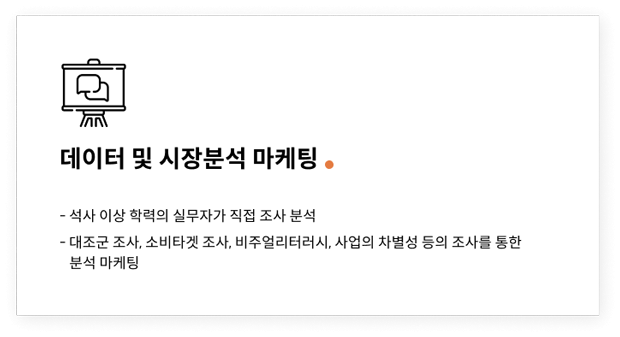 데이터 및 시장분석 마케팅
- 석사 이상 학력의 실무자가 직접 조사 분석
- 대조군 조사, 소비타겟 조사, 비주얼리터러시, 사업의 차별성 등의 조사를 통한
분석 마케팅